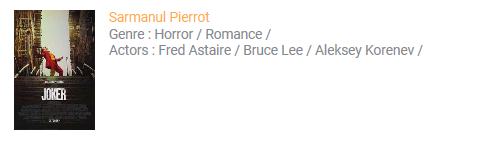 Sarmanul Pierrot
Genre : Horror / Romance /
Actors : Fred Astaire / Bruce Lee / Aleksey Korenev /
JOKER